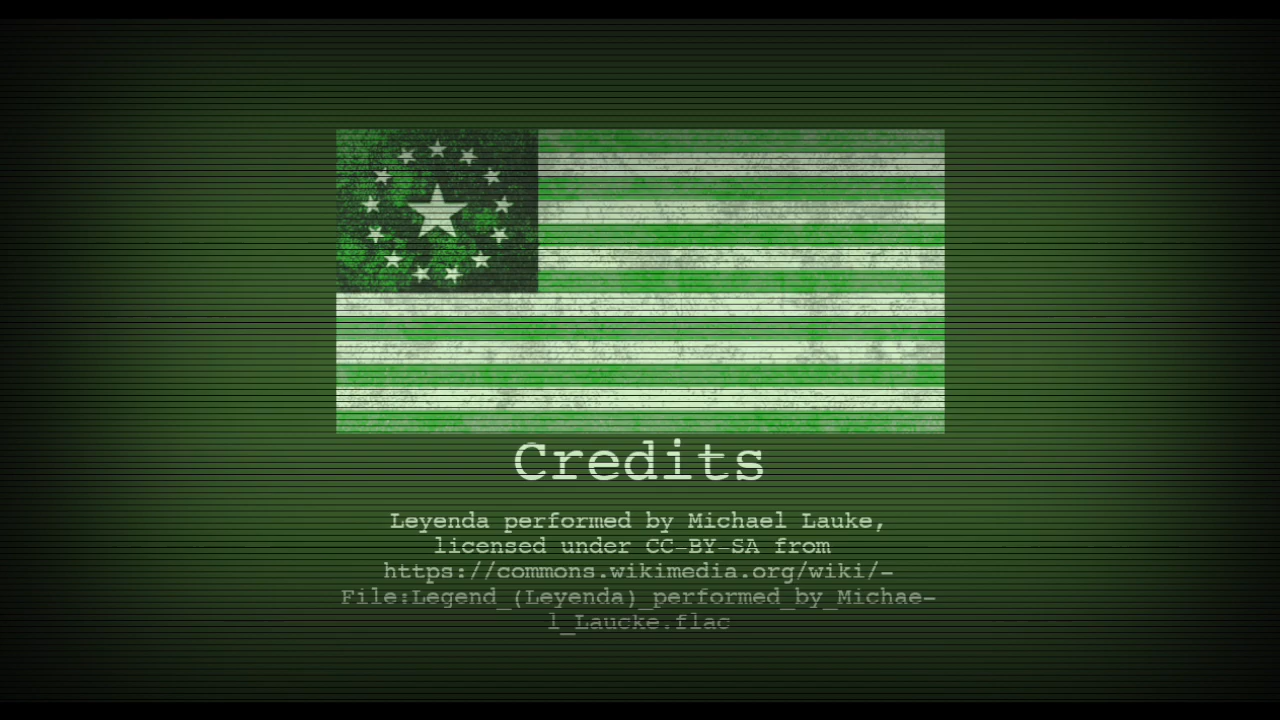 Credits
Leyenda performed by Michael Lauke,
licensed under CC-BY-SA from
https://commons.wikimedia.org/wiki/-
File:Legend_(Leyenda)_performed_by_Michae-
l_Laucke.flac